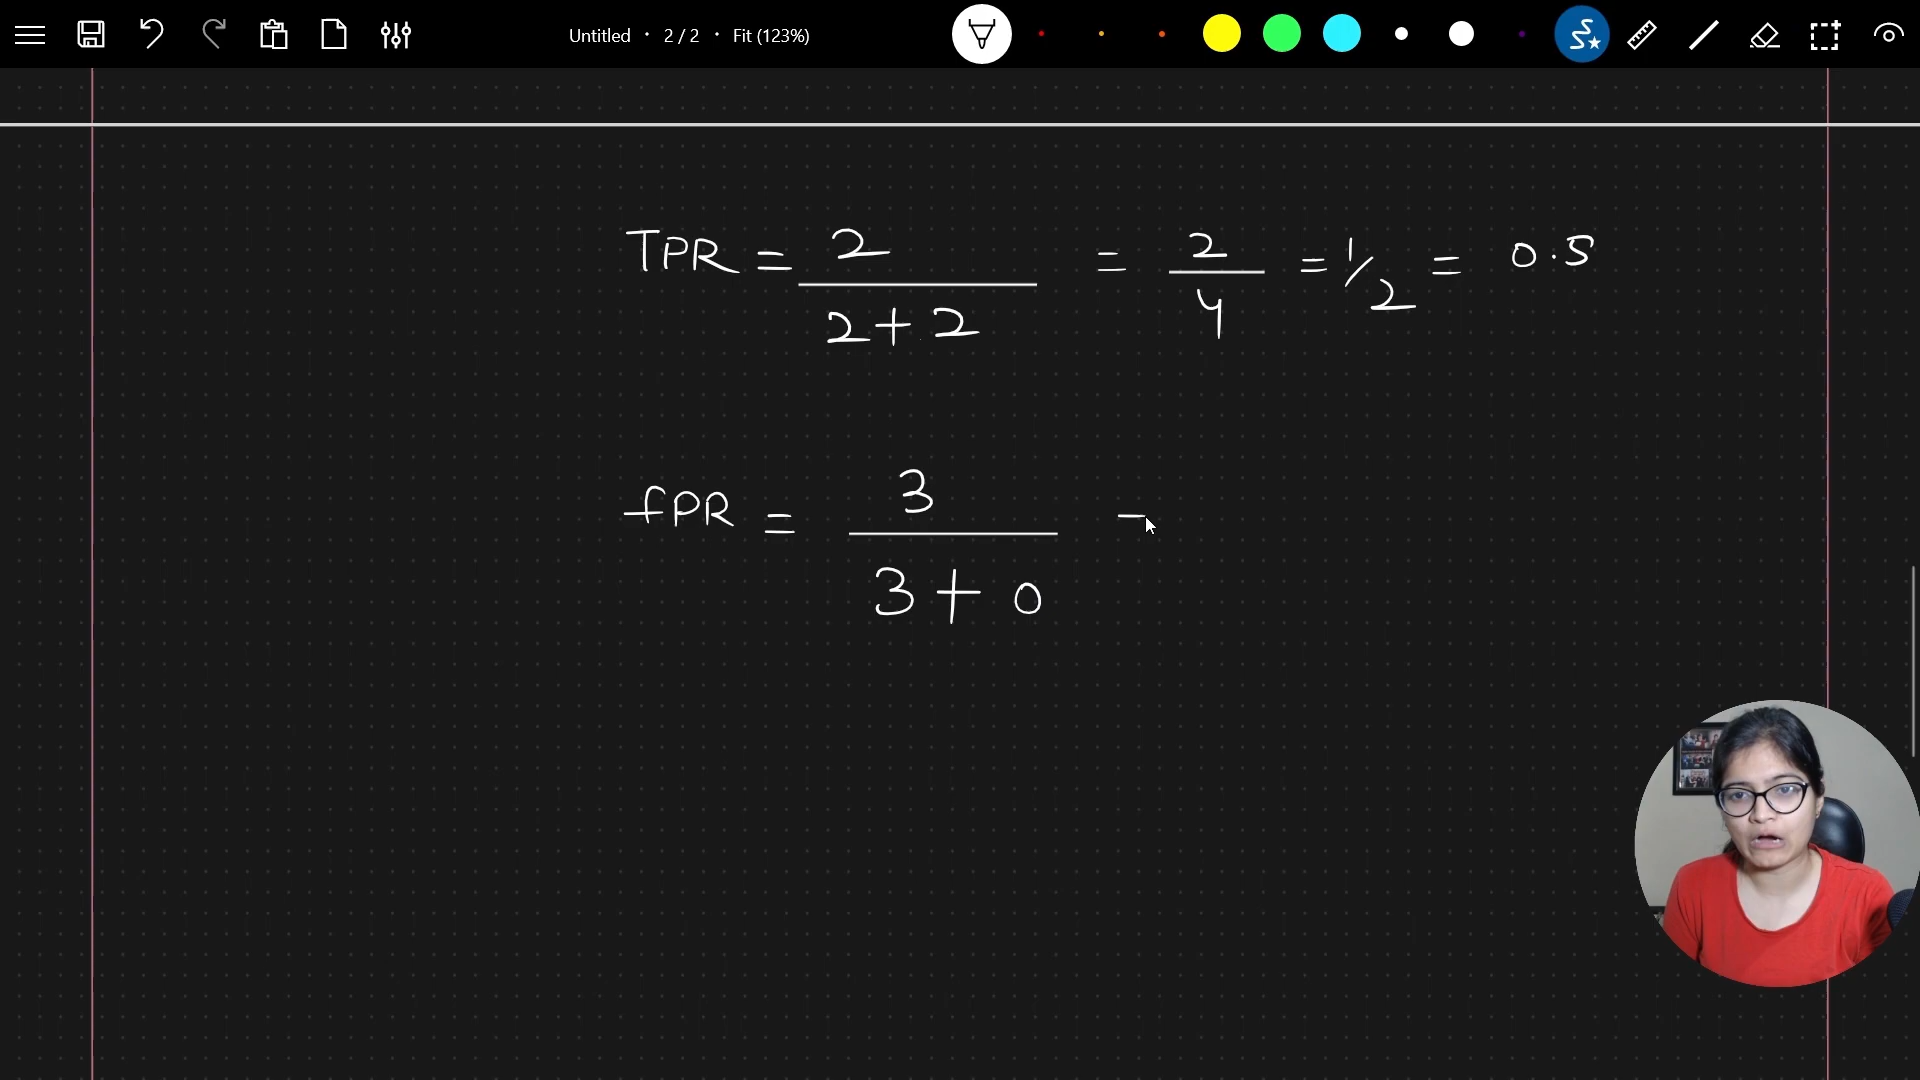 Untitled • 2 / 2 • Fit (123%)
TPR = 2 / 2+2 = 2 / 4 = 1/2 = 0.5
fPR = 3 / 3+0 -